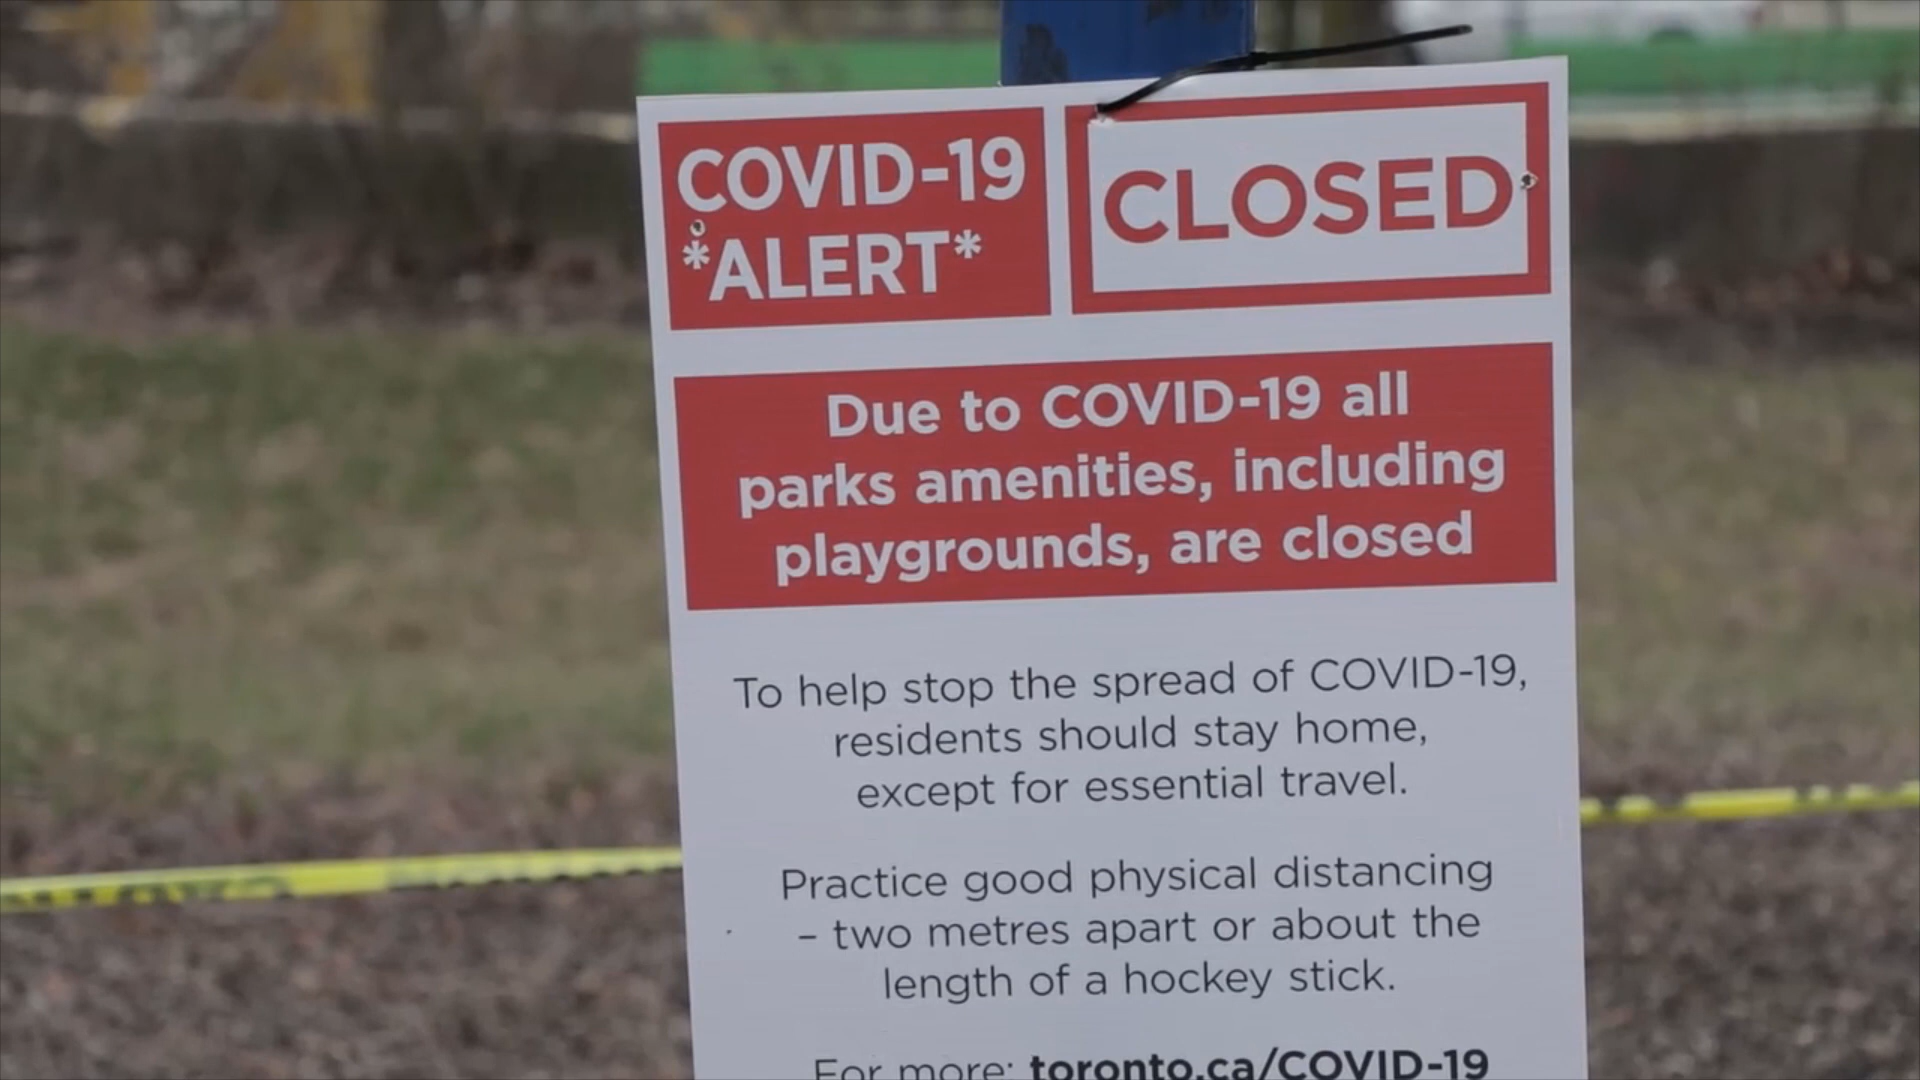 COVID-19
*ALERT*
CLOSED
Due to COVID-19 all
parks amenities, including
playgrounds, are closed
To help stop the spread of COVID-19,
residents should stay home,
except for essential travel.
Practice good physical distancing
– two metres apart or about the
length of a hockey stick.
For more: toronto.ca/COVID-19